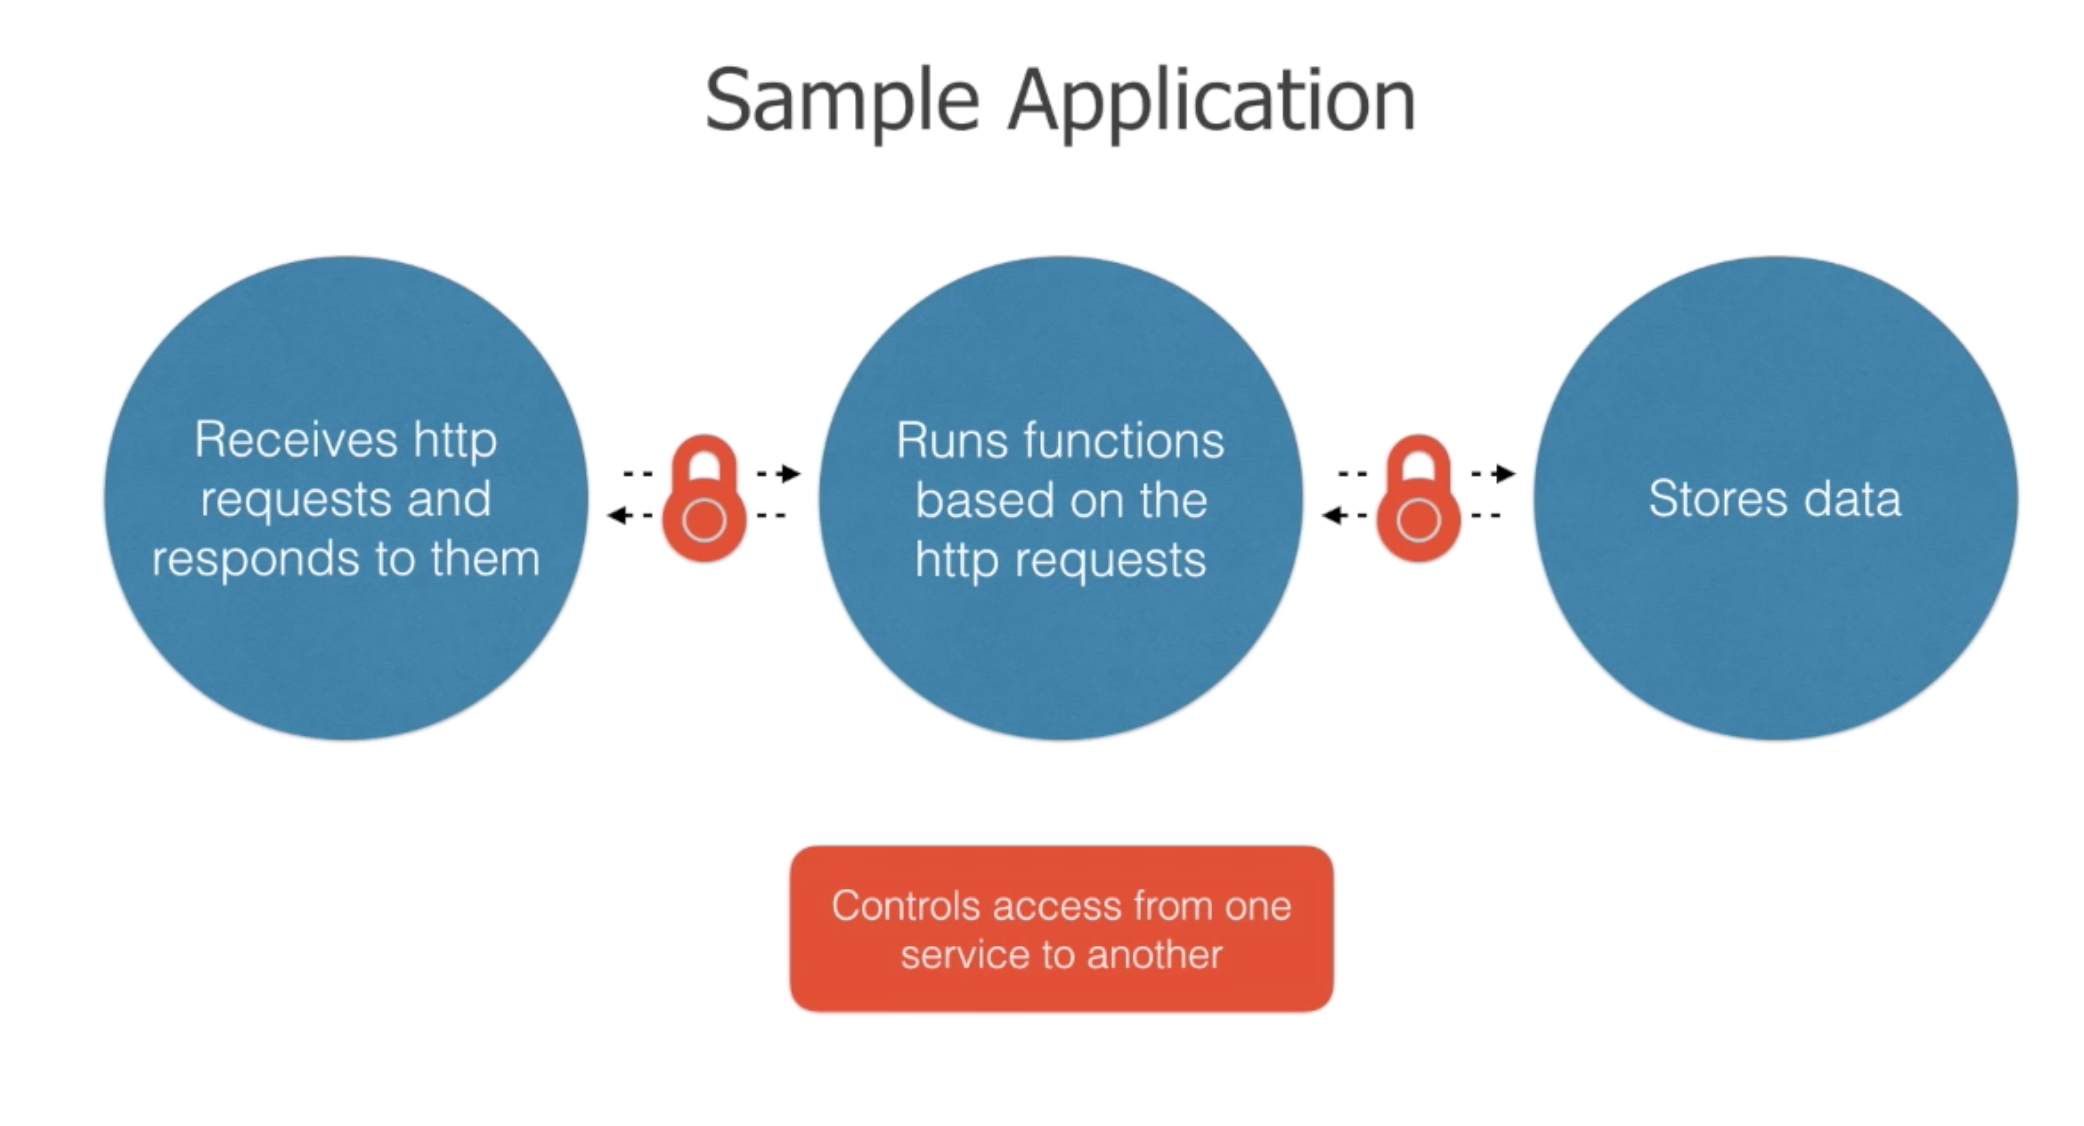 Sample Application
Receives http
requests and
responds to them
Runs functions
based on the
http requests
Stores data
Controls access from one
service to another